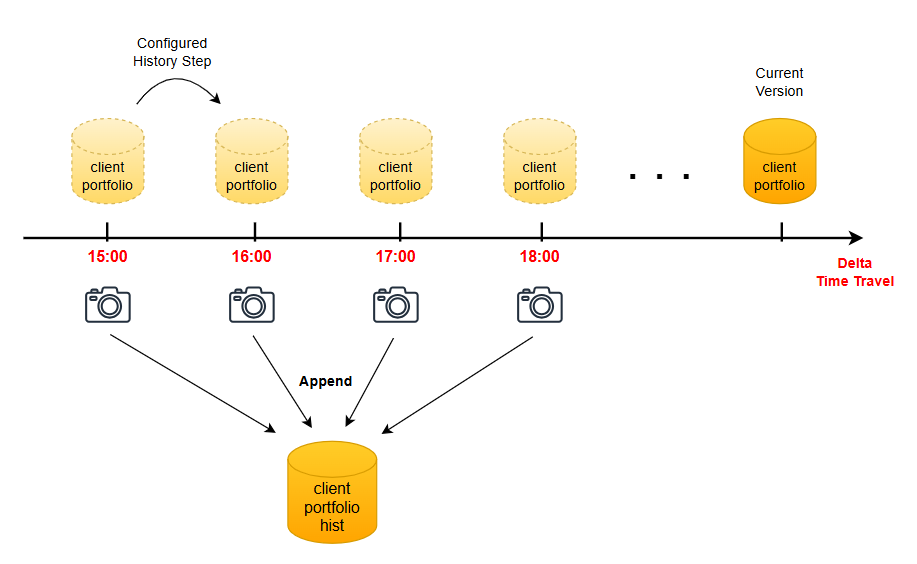 Configured
History Step
Current
Version
client
portfolio
client
portfolio
client
portfolio
client
portfolio
. . .
client
portfolio
15:00
16:00
17:00
18:00
Delta
Time Travel
Append
client
portfolio
hist